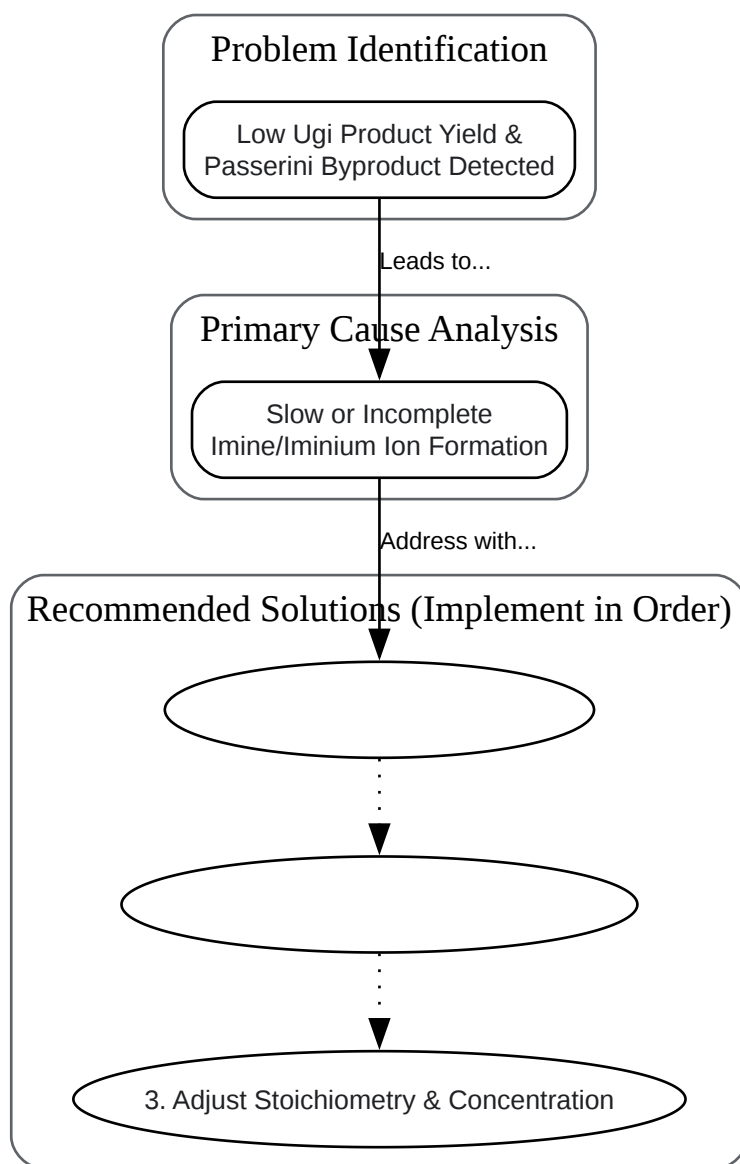 Problem Identification
Low Ugi Product Yield &
Passerini Byproduct Detected
Leads to...
Primary Cause Analysis
Slow or Incomplete
Imine/Iminium Ion Formation
Address with...
Recommended Solutions (Implement in Order)
3. Adjust Stoichiometry & Concentration